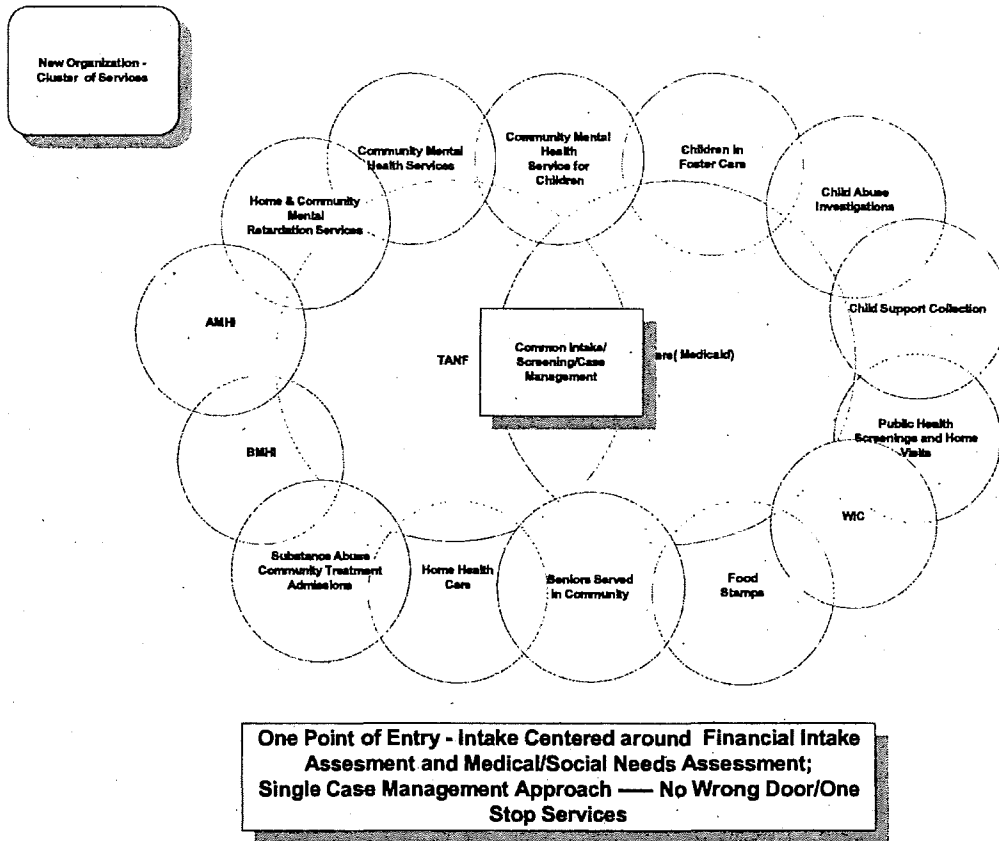 New Organization -
Cluster of Services
Community Mental
Health Services
Community Mental
Health
Service for
Children
Children in
Foster Care
Child Abuse
Investigations
Home & Community
Mental
Retardation Services
Child Support Collection
AMHI
TANF
Common Intake/
Screening/Case
Management
are( Medicaid)
Public Health
Screenings and Home
Visits
BMHI
WIC
Substance Abuse
Community Treatment
Admissions
Home Health
Care
Seniors Served
in Community
Food
Stamps
One Point of Entry - Intake Centered around Financial Intake
Assesment and Medical/Social Needs Assessment;
Single Case Management Approach —— No Wrong Door/One
Stop Services